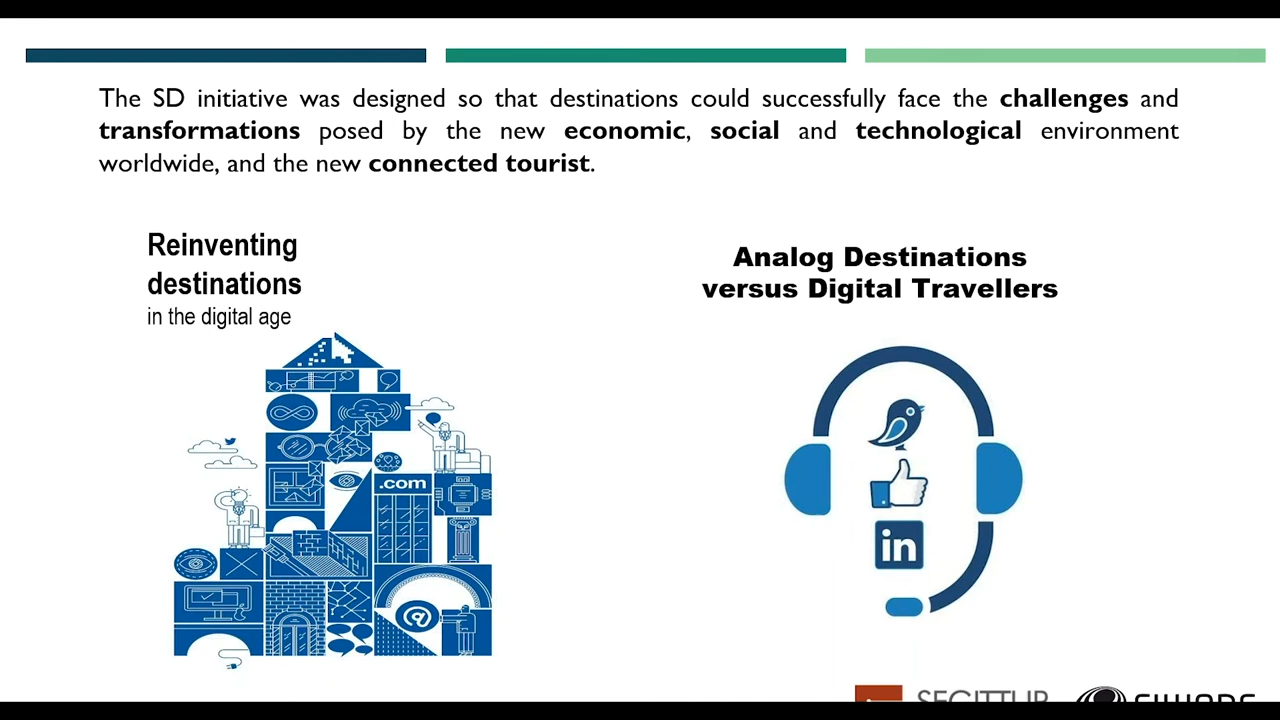 The SD initiative was designed so that destinations could successfully face the challenges and
transformations posed by the new economic, social and technological environment
worldwide, and the new connected tourist.
Reinventing
destinations
in the digital age
Analog Destinations
versus Digital Travellers
.com
@
in
SEGITTUR
FIWARE